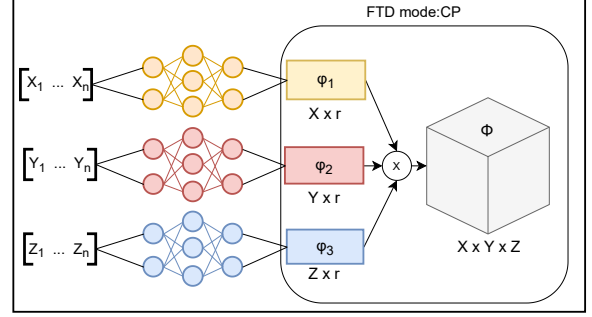 FTD mode:CP
[X₁ ... Xₙ]
φ₁
X x r
[Y₁ ... Yₙ]
φ₂
Y x r
[Z₁ ... Zₙ]
φ₃
Z x r
x
Φ
X x Y x Z